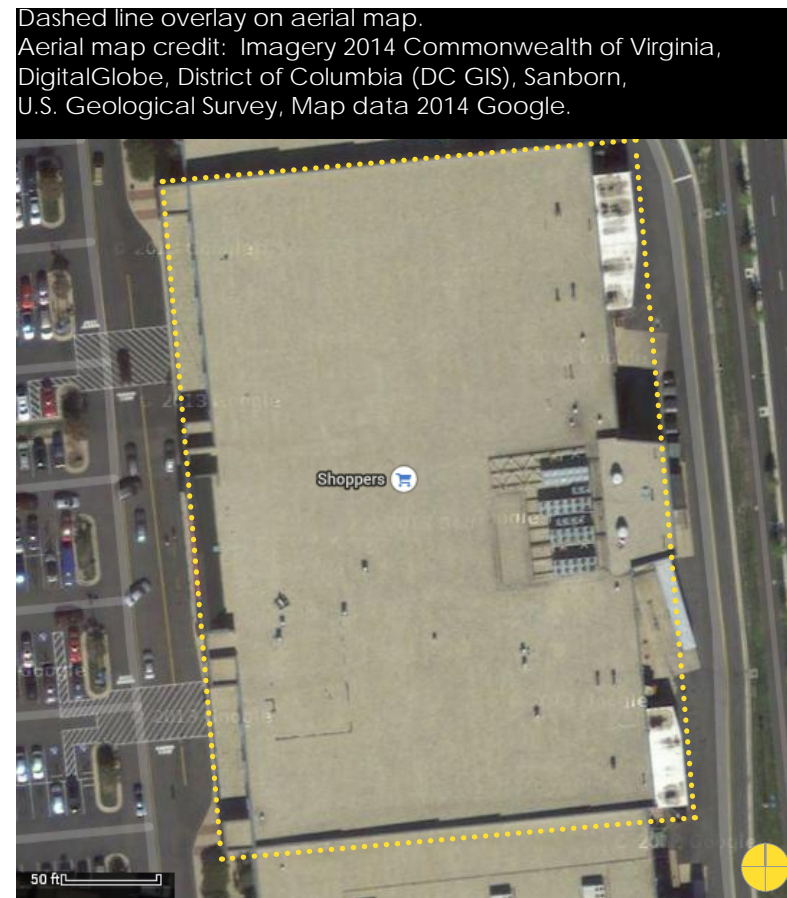 Dashed line overlay on aerial map.
Aerial map credit:  Imagery 2014 Commonwealth of Virginia,
DigitalGlobe, District of Columbia (DC GIS), Sanborn,
U.S. Geological Survey, Map data 2014 Google.
Shoppers
50 ft